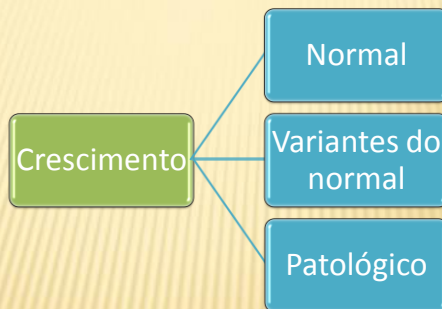 Crescimento
Normal
Variantes do
normal
Patológico